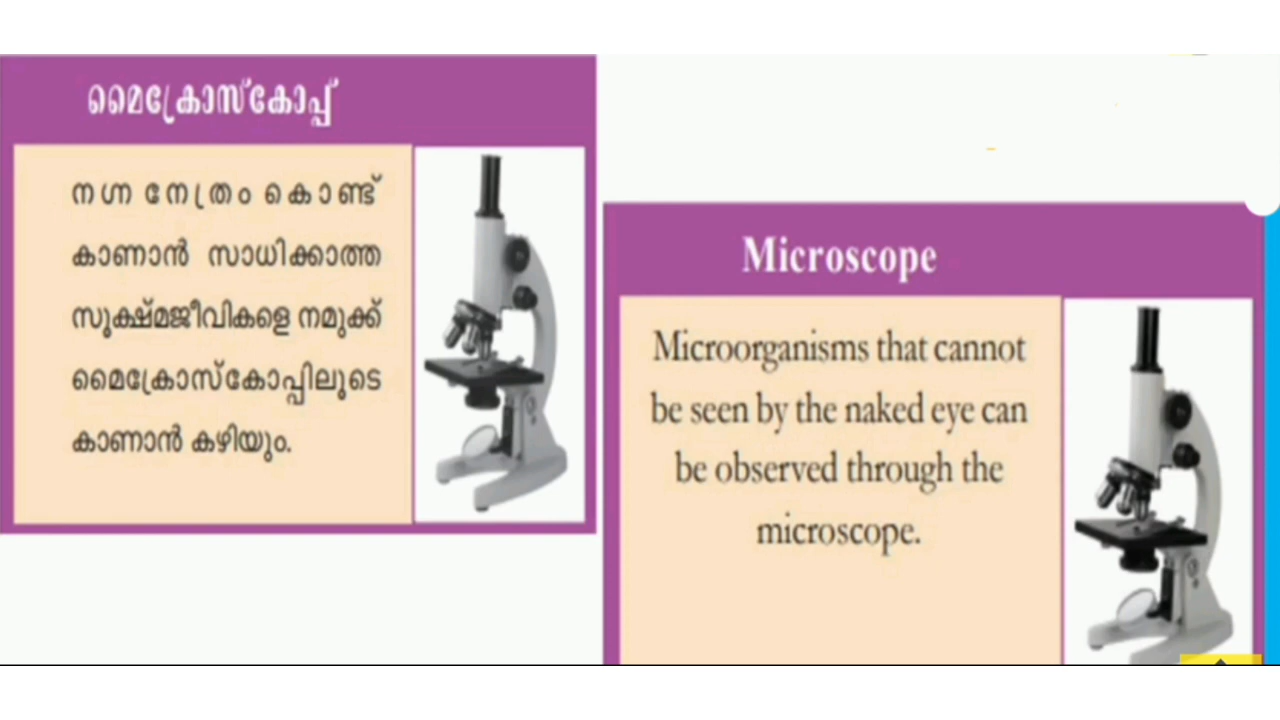 മൈക്രോസ്കോപ്പ്
നഗ്ന നേത്രം കൊണ്ട്
കാണാൻ സാധിക്കാത്ത
സൂക്ഷ്മജീവികളെ നമുക്ക്
മൈക്രോസ്കോപ്പിലൂടെ
കാണാൻ കഴിയും.
Microscope
Microorganisms that cannot
be seen by the naked eye can
be observed through the
microscope.